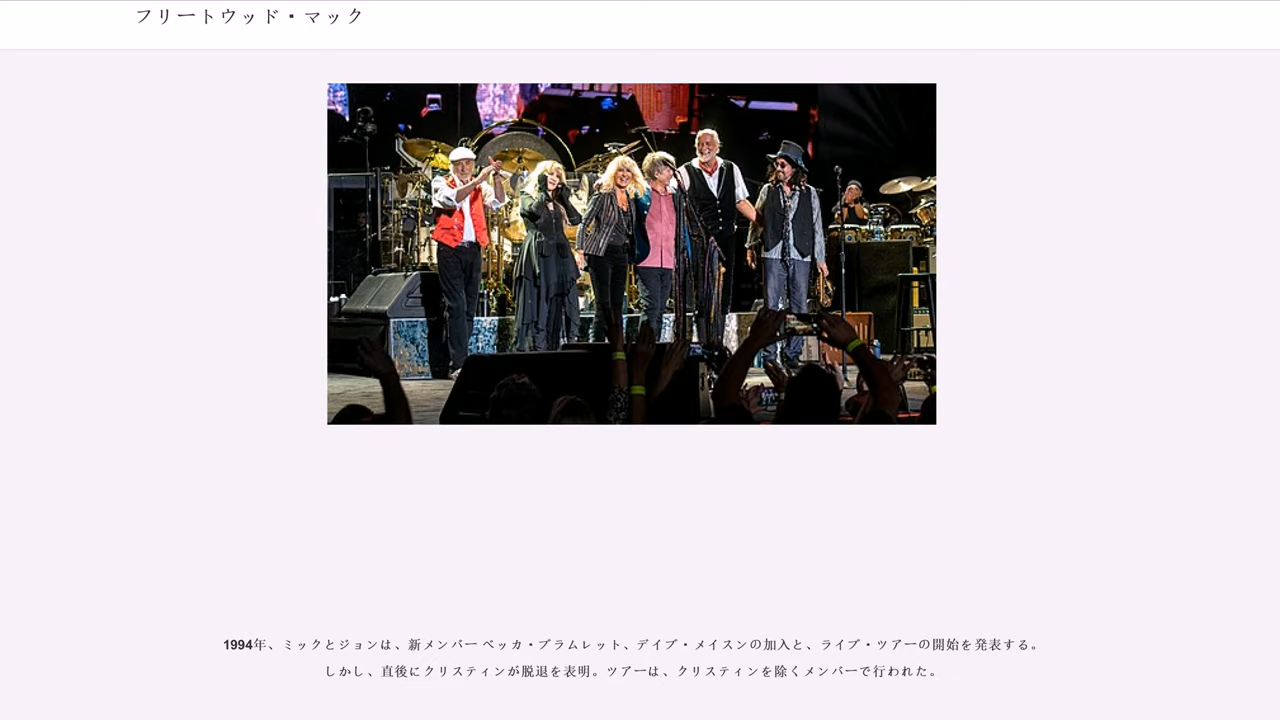 フリートウッド・マック
1994年、ミックとジョンは、新メンバー ベッカ・ブラムレット、デイブ・メイスンの加入と、ライブ・ツアーの開始を発表する。
しかし、直後にクリスティンが脱退を表明。ツアーは、クリスティンを除くメンバーで行われた。